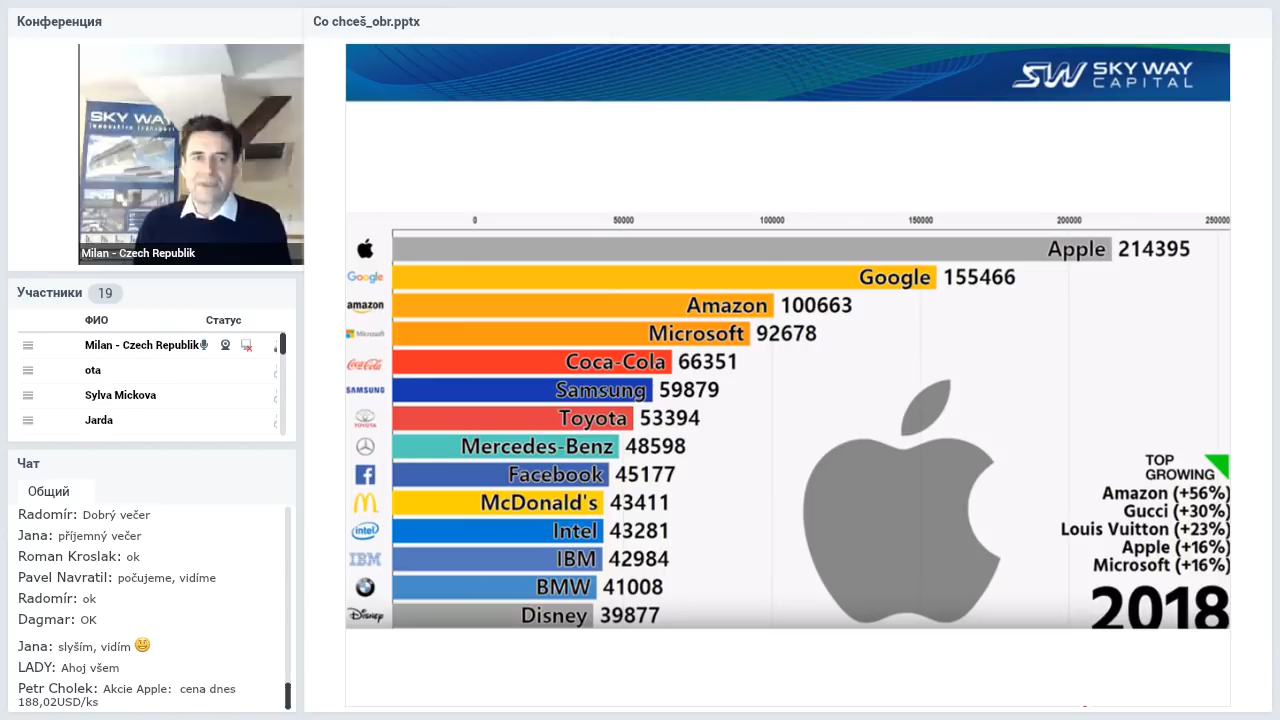 Конференция
Co chceš_obr.pptx
SKY WAY
Milan - Czech Republik
Участники 19
ФИО Статус
Milan - Czech Republik
ota
Sylva Mickova
Jarda
Чат
Общий
Radomír: Dobrý večer
Jana: příjemný večer
Roman Kroslak: ok
Pavel Navratil: počujeme, vidíme
Radomír: ok
Dagmar: OK
Jana: slyším, vidím
LADY: Ahoj všem
Petr Cholek: Akcie Apple: cena dnes
188,02USD/ks
SW SKY WAY
CAPITAL
0 50000 100000 150000 200000 250000
Apple 214395
Google Google 155466
amazon Amazon 100663
Microsoft Microsoft 92678
Coca-Cola Coca-Cola 66351
SAMSUNG Samsung 59879
TOYOTA Toyota 53394
Mercedes-Benz 48598
f Facebook 45177
McDonald's 43411
intel Intel 43281
IBM IBM 42984
BMW 41008
Disney Disney 39877
TOP
GROWING
Amazon (+56%)
Gucci (+30%)
Louis Vuitton (+23%)
Apple (+16%)
Microsoft (+16%)
2018